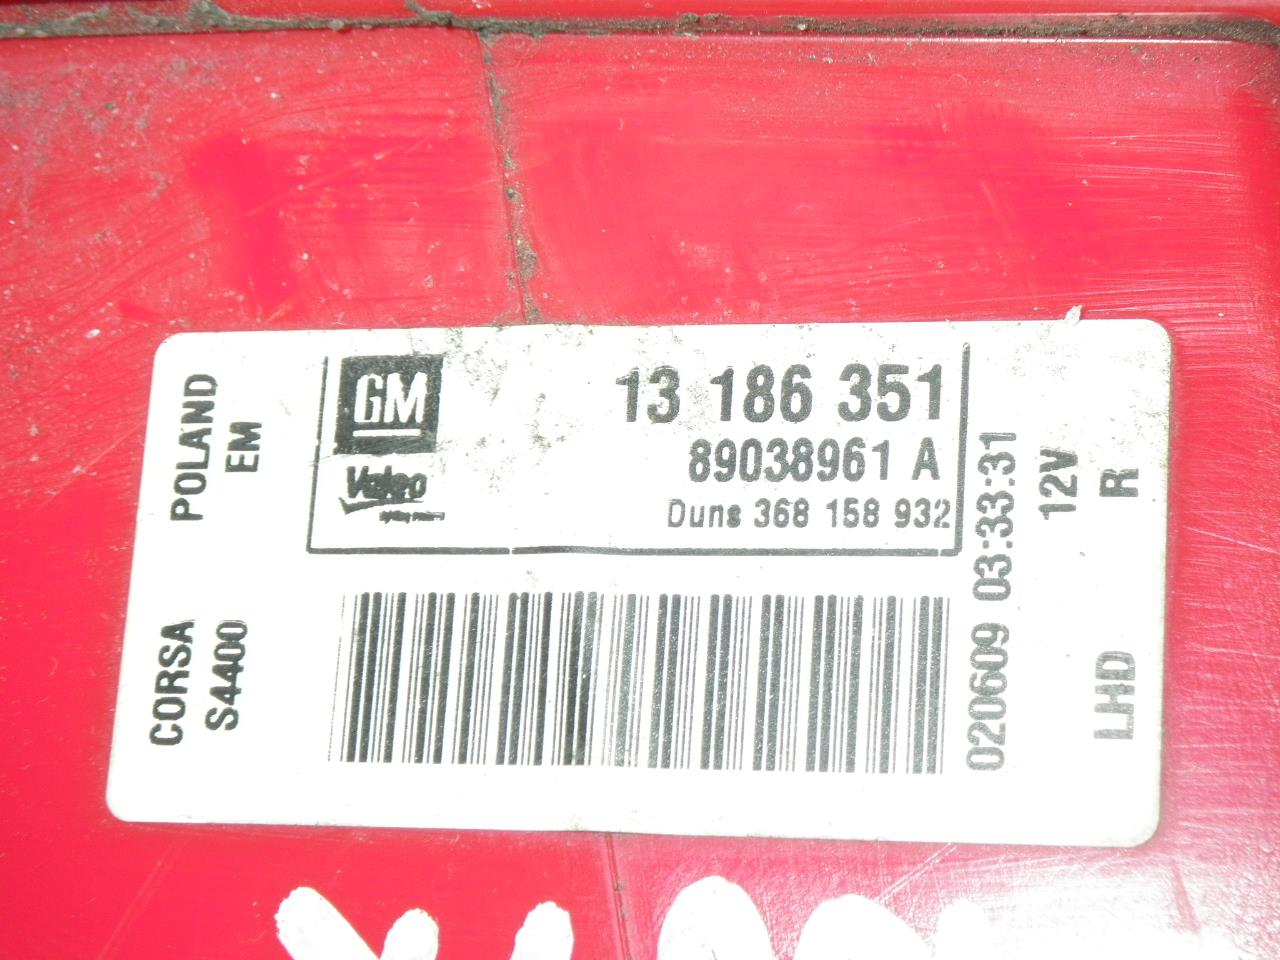 POLAND
EM
GM
Valeo
13 186 351
89038961 A
Duns 368 158 932
CORSA
S4400
020609 03:33:31
12V
R
LHD